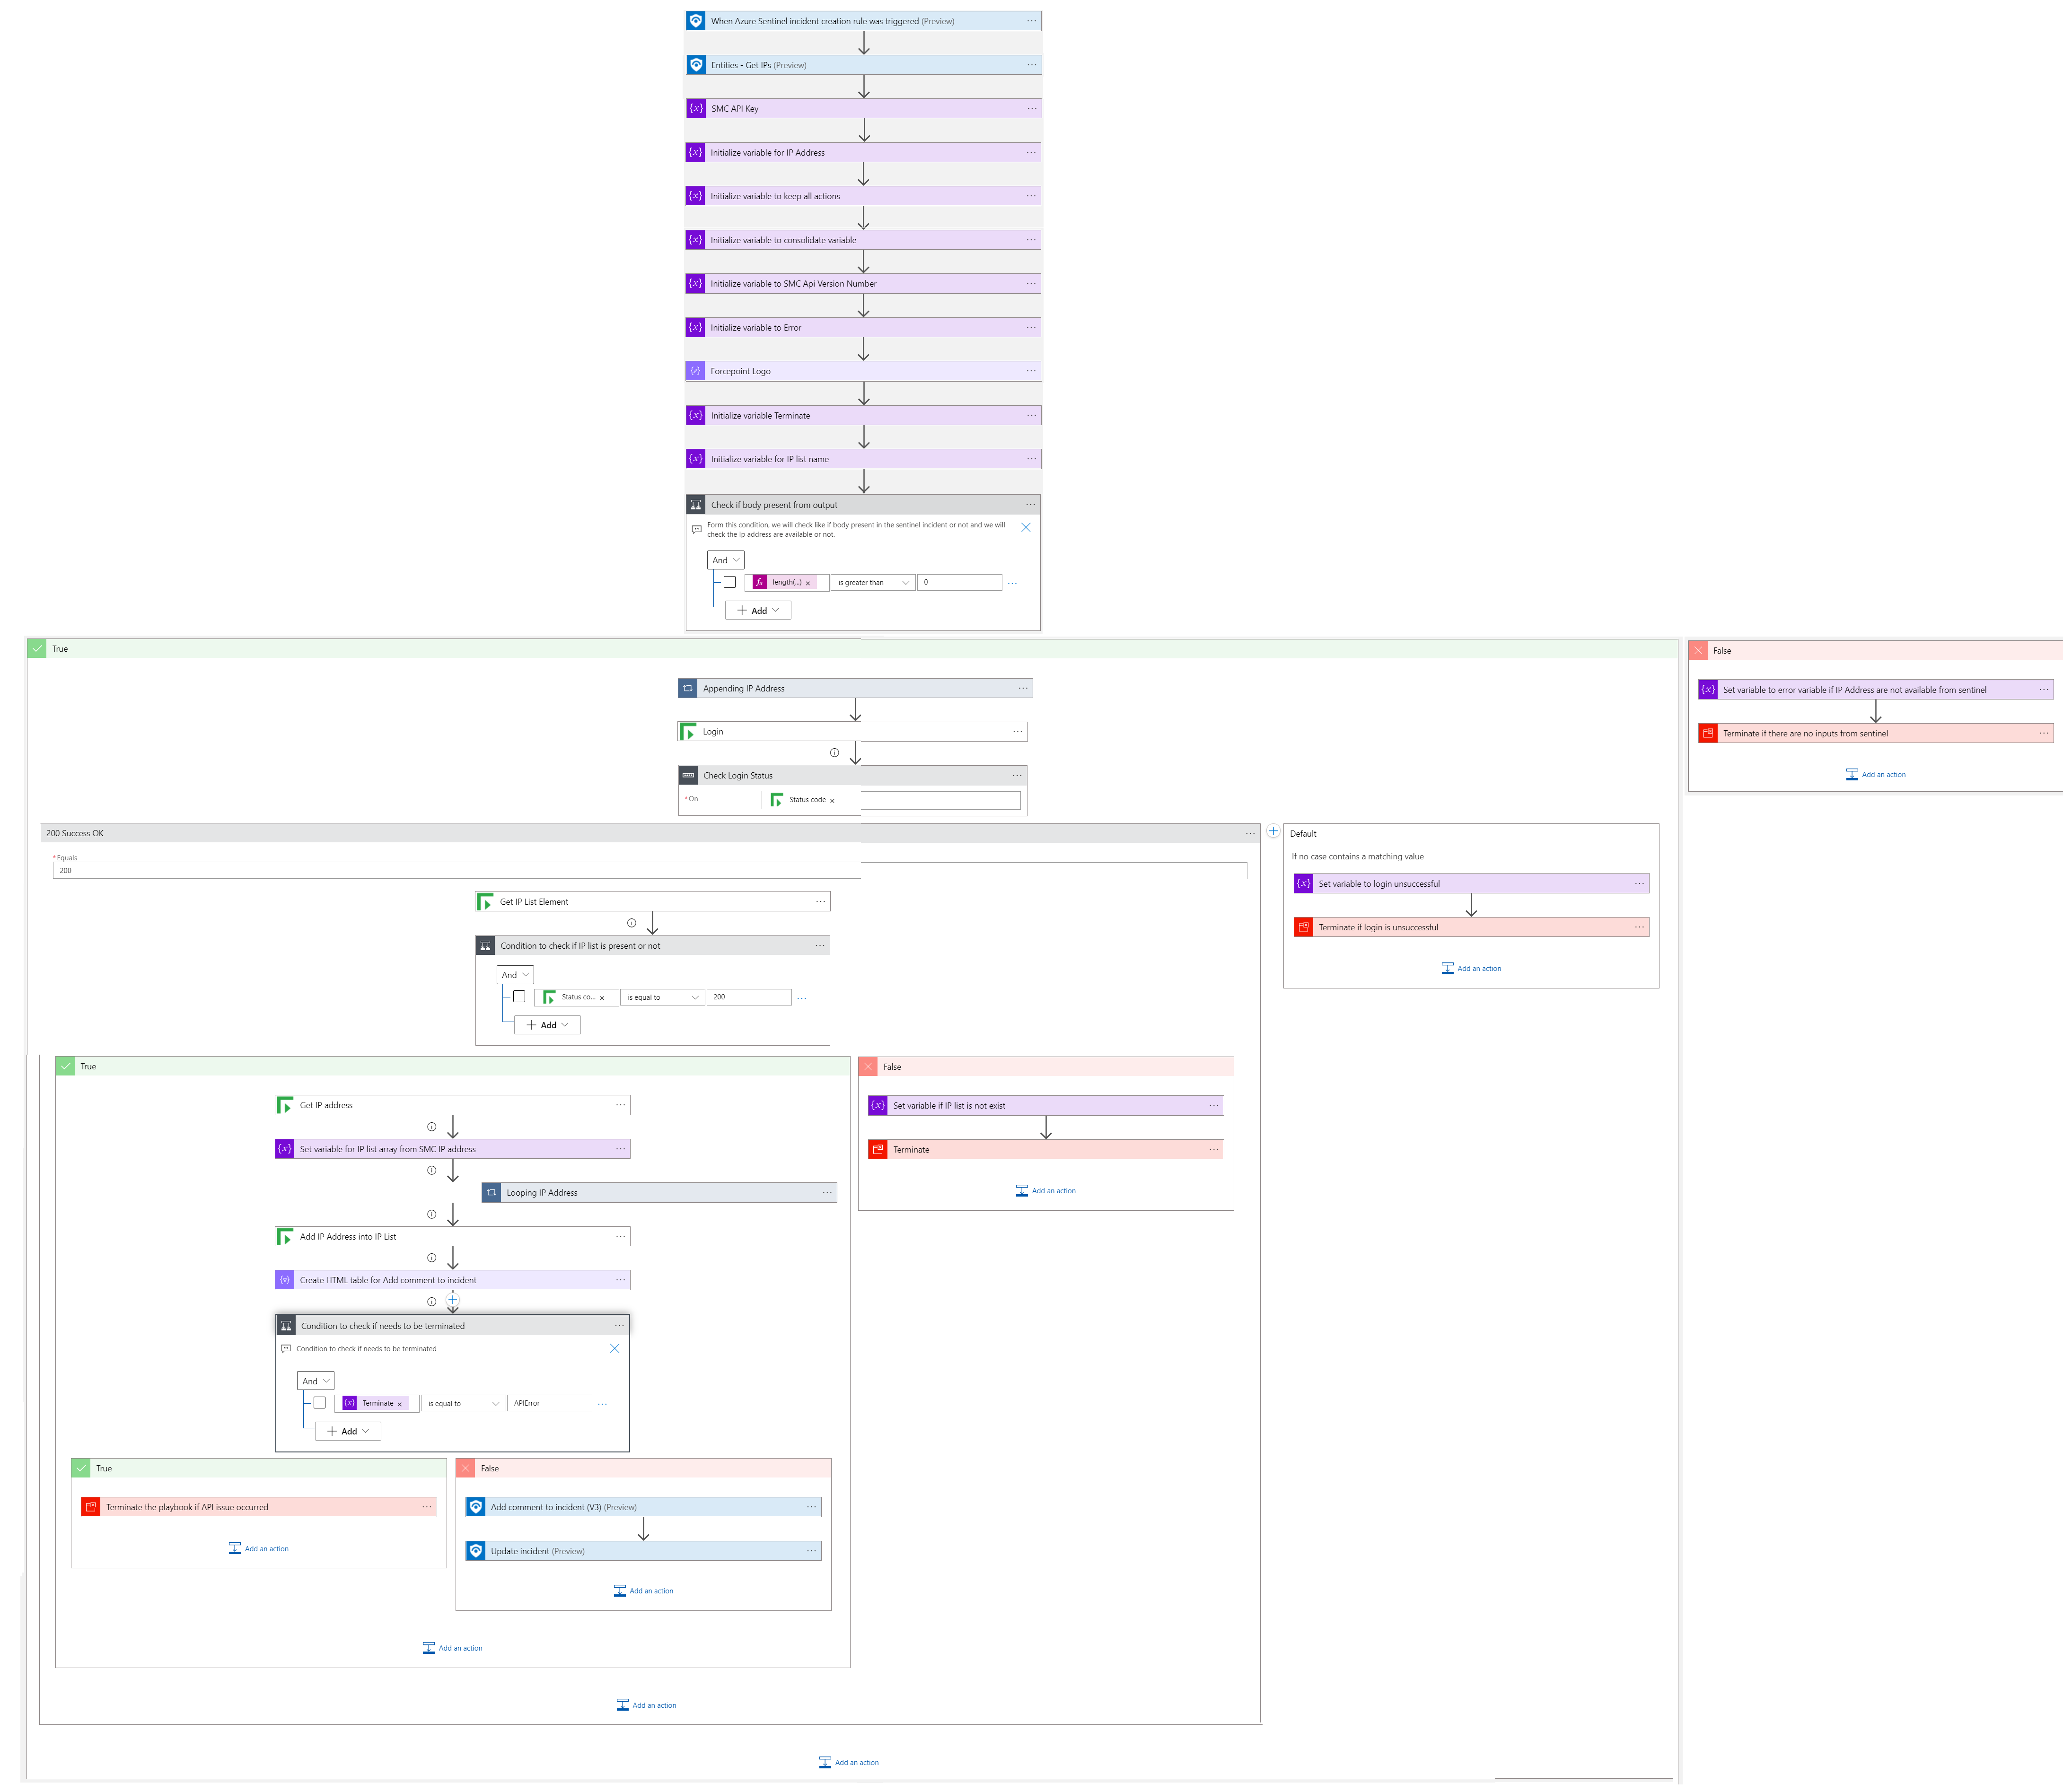 When Azure Sentinel incident creation rule was triggered (Preview)
Entities - Get IPs (Preview)
SMC API Key
Initialize variable for IP Address
Initialize variable to keep all actions
Initialize variable to consolidate variable
Initialize variable to SMC Api Version Number
Initialize variable to Error
Forcepoint Logo
Initialize variable Terminate
Initialize variable for IP list name
Check if body present from output
Form this condition, we will check like if body present in the sentinel incident or not and we will
check the Ip address are available or not.
And
length(...) × is greater than 0
Add
True
False
Appending IP Address
Set variable to error variable if IP Address are not available from sentinel
Login
Terminate if there are no inputs from sentinel
Add an action
Check Login Status
* On Status code ×
200 Success OK
Default
* Equals
200
If no case contains a matching value
Set variable to login unsuccessful
Terminate if login is unsuccessful
Add an action
Get IP List Element
Condition to check if IP list is present or not
And
Status co... × is equal to 200
Add
True
False
Get IP address
Set variable if IP list is not exist
Set variable for IP list array from SMC IP address
Terminate
Looping IP Address
Add an action
Add IP Address into IP List
Create HTML table for Add comment to incident
Condition to check if needs to be terminated
Condition to check if needs to be terminated
And
Terminate × is equal to APIError
Add
True
False
Terminate the playbook if API issue occurred
Add an action
Add comment to incident (V3) (Preview)
Update incident (Preview)
Add an action
Add an action
Add an action
Add an action